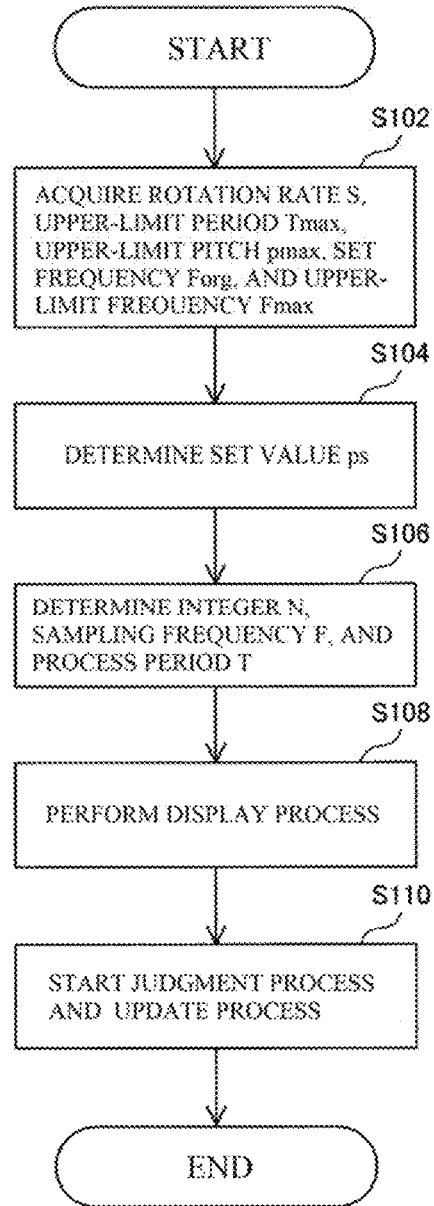 START
S102
ACQUIRE ROTATION RATE S,
UPPER-LIMIT PERIOD Tmax,
UPPER-LIMIT PITCH pmax, SET
FREQUENCY Forg, AND UPPER-
LIMIT FREQUENCY Fmax
S104
DETERMINE SET VALUE ps
S106
DETERMINE INTEGER N,
SAMPLING FREQUENCY F, AND
PROCESS PERIOD T
S108
PERFORM DISPLAY PROCESS
S110
START JUDGMENT PROCESS
AND UPDATE PROCESS
END